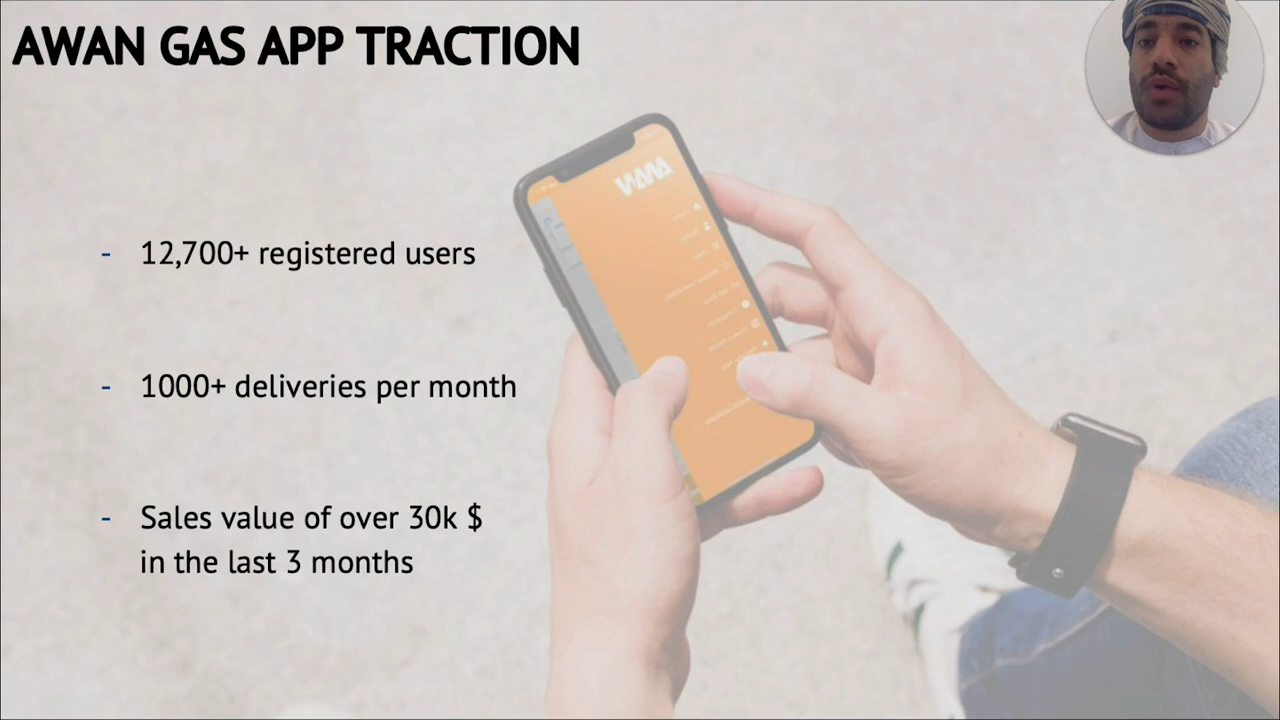 AWAN GAS APP TRACTION
- 12,700+ registered users
- 1000+ deliveries per month
- Sales value of over 30k $
in the last 3 months